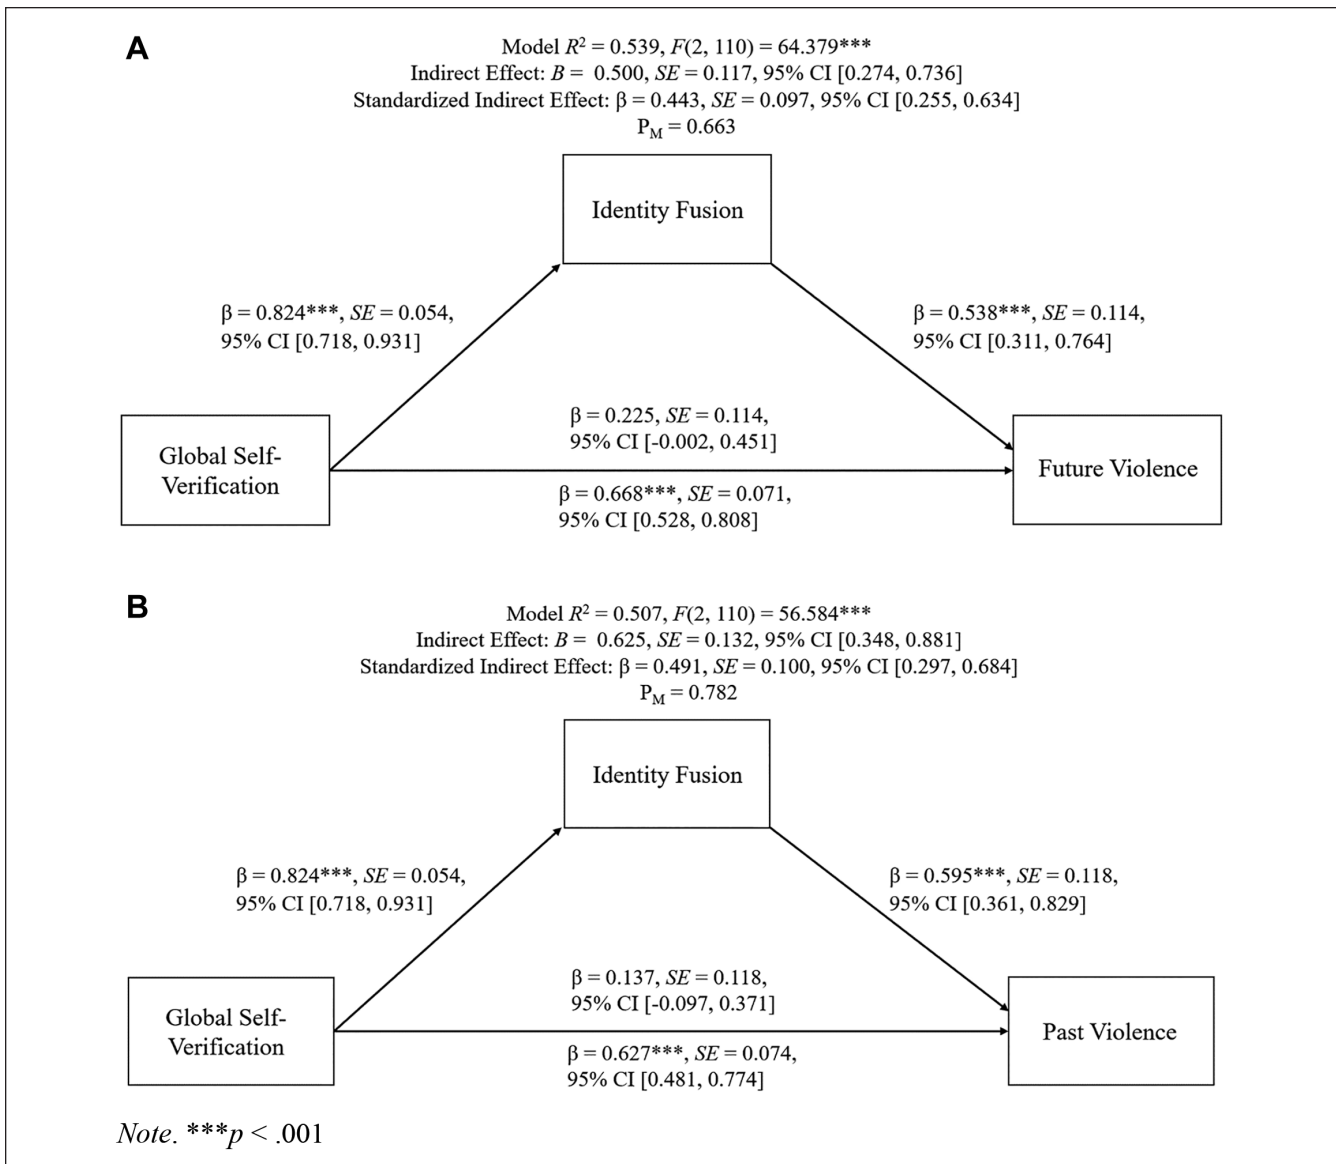 A
Model R² = 0.539, F(2, 110) = 64.379***
Indirect Effect: B = 0.500, SE = 0.117, 95% CI [0.274, 0.736]
Standardized Indirect Effect: β = 0.443, SE = 0.097, 95% CI [0.255, 0.634]
P_M = 0.663
Identity Fusion
β = 0.824***, SE = 0.054,
95% CI [0.718, 0.931]
β = 0.538***, SE = 0.114,
95% CI [0.311, 0.764]
β = 0.225, SE = 0.114,
95% CI [-0.002, 0.451]
Global Self-
Verification
Future Violence
β = 0.668***, SE = 0.071,
95% CI [0.528, 0.808]
B
Model R² = 0.507, F(2, 110) = 56.584***
Indirect Effect: B = 0.625, SE = 0.132, 95% CI [0.348, 0.881]
Standardized Indirect Effect: β = 0.491, SE = 0.100, 95% CI [0.297, 0.684]
P_M = 0.782
Identity Fusion
β = 0.824***, SE = 0.054,
95% CI [0.718, 0.931]
β = 0.595***, SE = 0.118,
95% CI [0.361, 0.829]
β = 0.137, SE = 0.118,
95% CI [-0.097, 0.371]
Global Self-
Verification
Past Violence
β = 0.627***, SE = 0.074,
95% CI [0.481, 0.774]
Note. ***p < .001